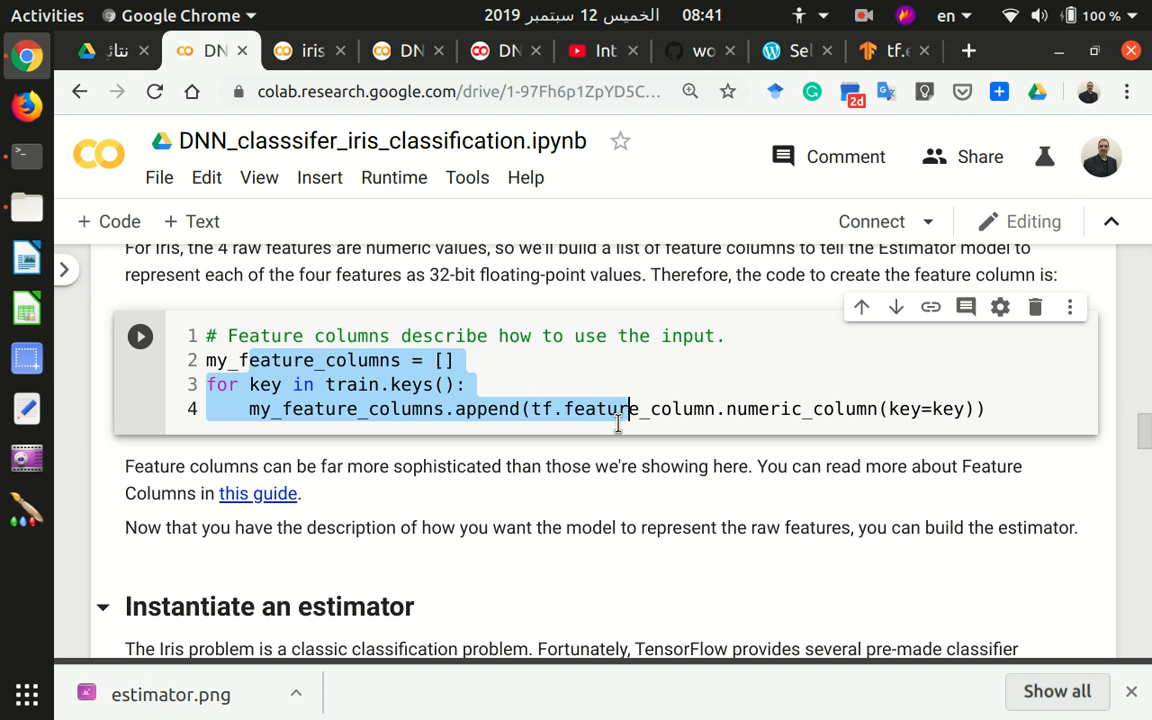 Activities
Google Chrome
الخميس 12 سبتمبر 2019
08:41
en
100 %
نتائ
DN
iris
DN
DN
Int
wo
Sel
tf.e
colab.research.google.com/drive/1-97Fh6p1ZpYD5C...
2d
DNN_classsifer_iris_classification.ipynb
Comment
Share
File Edit View Insert Runtime Tools Help
+ Code + Text
Connect
Editing
For Iris, the 4 raw features are numeric values, so we'll build a list of feature columns to tell the Estimator model to
represent each of the four features as 32-bit floating-point values. Therefore, the code to create the feature column is:
1 # Feature columns describe how to use the input.
2 my_feature_columns = []
3 for key in train.keys():
4 my_feature_columns.append(tf.feature_column.numeric_column(key=key))
Feature columns can be far more sophisticated than those we're showing here. You can read more about Feature
Columns in this guide.
Now that you have the description of how you want the model to represent the raw features, you can build the estimator.
Instantiate an estimator
The Iris problem is a classic classification problem. Fortunately, TensorFlow provides several pre-made classifier
estimator.png
Show all